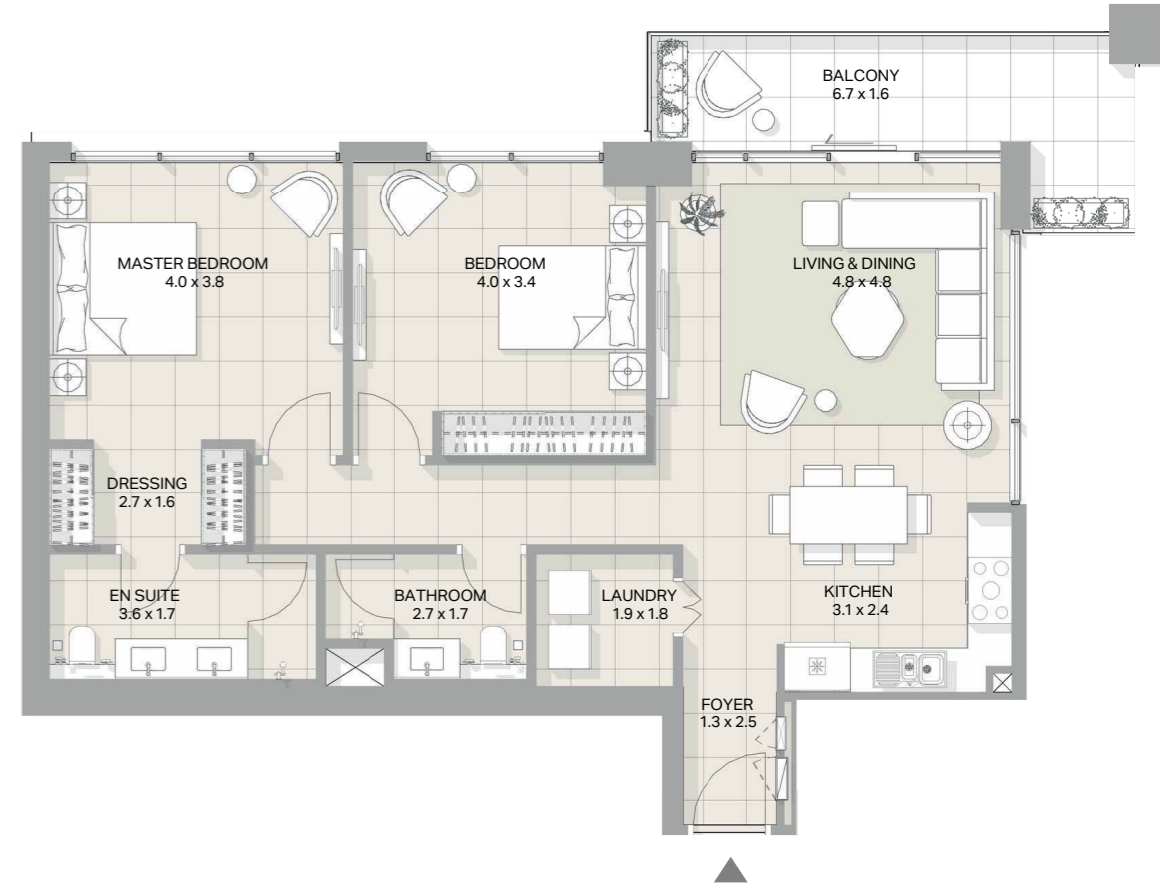 BALCONY
6.7 x 1.6
MASTER BEDROOM
4.0 x 3.8
BEDROOM
4.0 x 3.4
LIVING & DINING
4.8 x 4.8
DRESSING
2.7 x 1.6
EN SUITE
3.6 x 1.7
BATHROOM
2.7 x 1.7
LAUNDRY
1.9 x 1.8
KITCHEN
3.1 x 2.4
FOYER
1.3 x 2.5